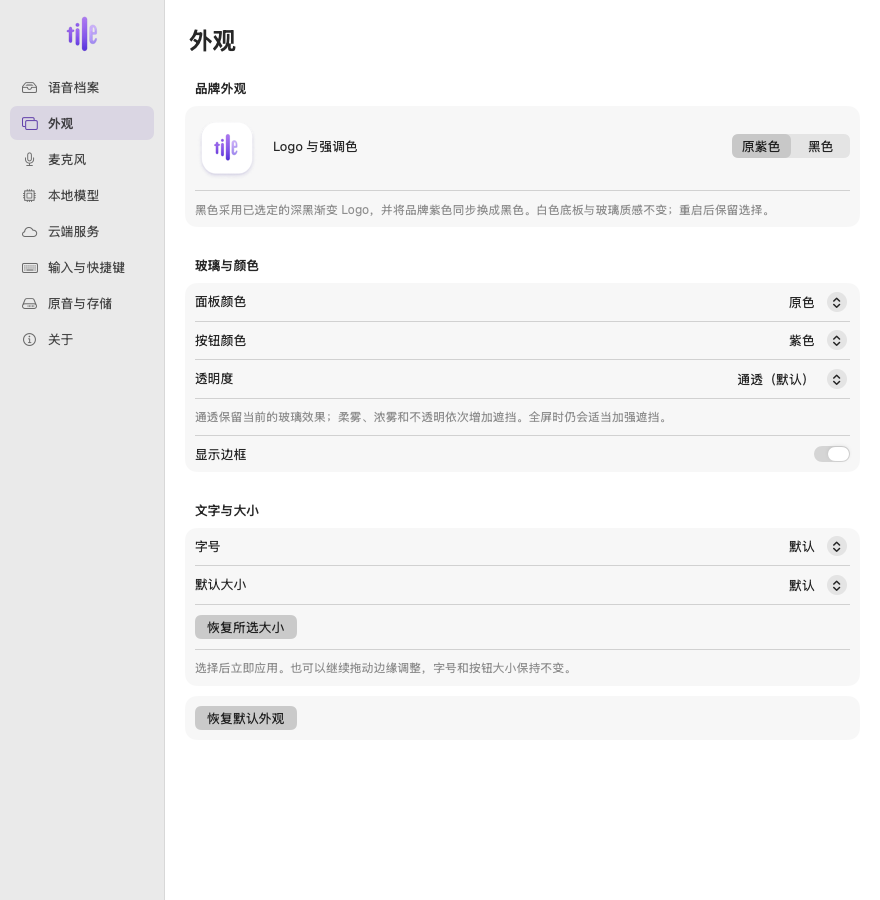 tile
语音档案
外观
麦克风
本地模型
云端服务
输入与快捷键
原音与存储
关于
外观
品牌外观
tile
Logo 与强调色
原紫色
黑色
黑色采用已选定的深黑渐变 Logo，并将品牌紫色同步换成黑色。白色底板与玻璃质感不变；重启后保留选择。
玻璃与颜色
面板颜色
原色
按钮颜色
紫色
透明度
通透（默认）
通透保留当前的玻璃效果；柔雾、浓雾和不透明依次增加遮挡。全屏时仍会适当加强遮挡。
显示边框
文字与大小
字号
默认
默认大小
默认
恢复所选大小
选择后立即应用。也可以继续拖动边缘调整，字号和按钮大小保持不变。
恢复默认外观